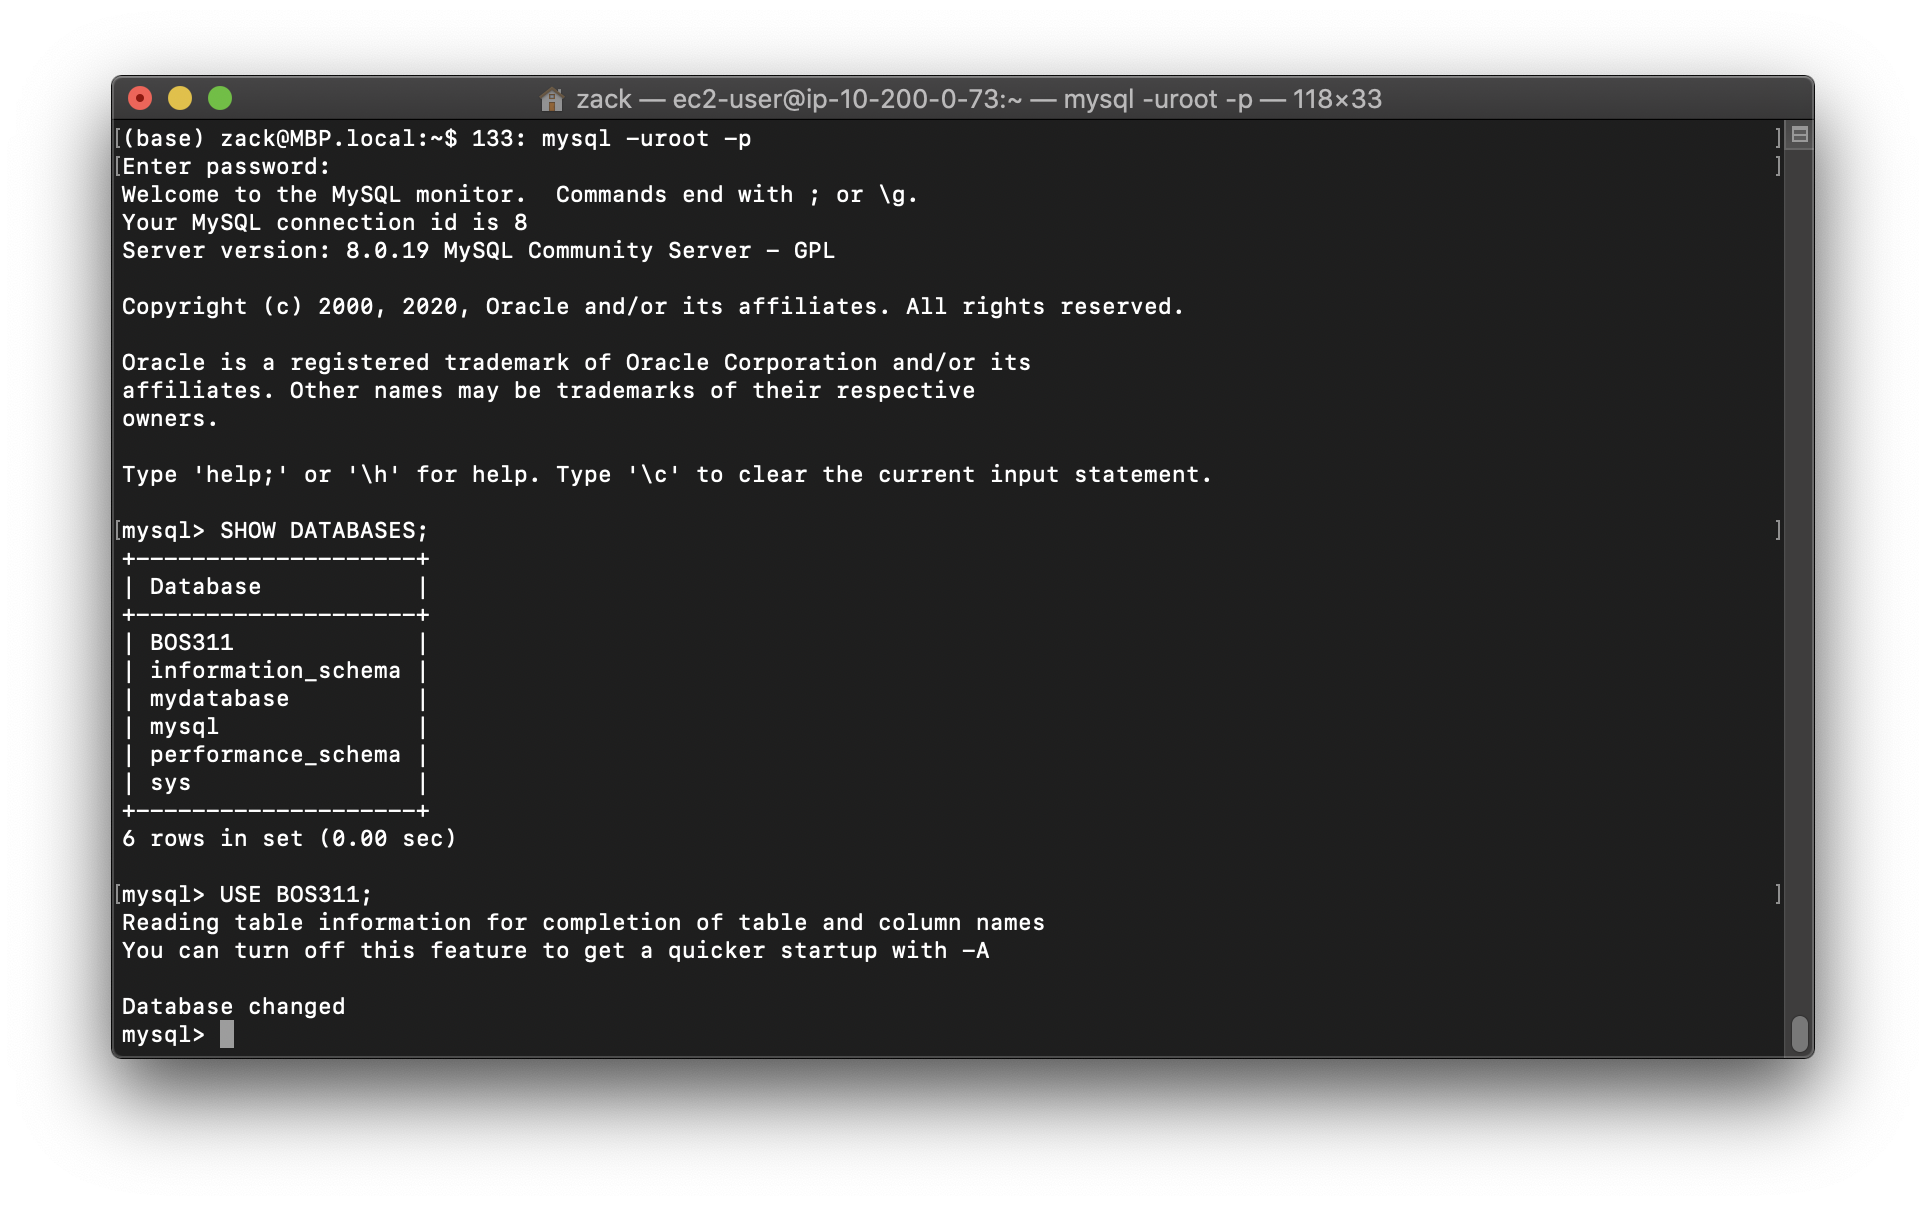 zack — ec2-user@ip-10-200-0-73:~ — mysql -uroot -p — 118×33
[(base) zack@MBP.local:~$ 133: mysql -uroot -p ]
[Enter password: ]
Welcome to the MySQL monitor.  Commands end with ; or \g.
Your MySQL connection id is 8
Server version: 8.0.19 MySQL Community Server - GPL

Copyright (c) 2000, 2020, Oracle and/or its affiliates. All rights reserved.

Oracle is a registered trademark of Oracle Corporation and/or its
affiliates. Other names may be trademarks of their respective
owners.

Type 'help;' or '\h' for help. Type '\c' to clear the current input statement.

[mysql> SHOW DATABASES; ]
+--------------------+
| Database           |
+--------------------+
| BOS311             |
| information_schema |
| mydatabase         |
| mysql              |
| performance_schema |
| sys                |
+--------------------+
6 rows in set (0.00 sec)

[mysql> USE BOS311; ]
Reading table information for completion of table and column names
You can turn off this feature to get a quicker startup with -A

Database changed
mysql>